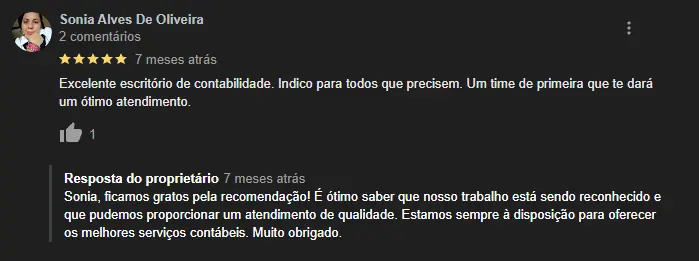 Sonia Alves De Oliveira
2 comentários
7 meses atrás
Excelente escritório de contabilidade. Indico para todos que precisem. Um time de primeira que te dará
um ótimo atendimento.
1
Resposta do proprietário 7 meses atrás
Sonia, ficamos gratos pela recomendação! É ótimo saber que nosso trabalho está sendo reconhecido e
que pudemos proporcionar um atendimento de qualidade. Estamos sempre à disposição para oferecer
os melhores serviços contábeis. Muito obrigado.